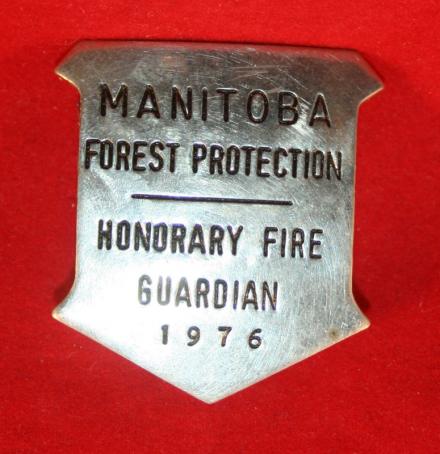 MANITOBA
FOREST PROTECTION
HONORARY FIRE
GUARDIAN
1976